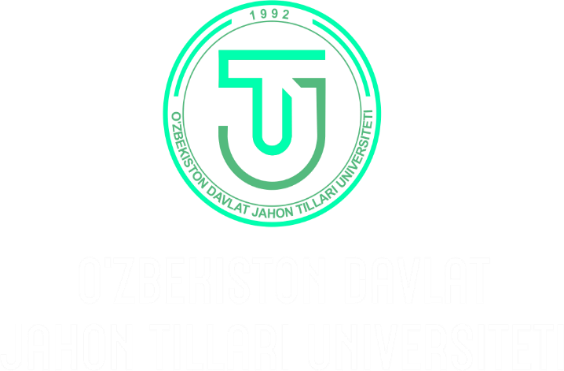 1992
O'ZBEKISTON DAVLAT JAHON TILLARI UNIVERSITETI
O'ZBEKISTON DAVLAT
JAHON TILLARI UNIVERSITETI